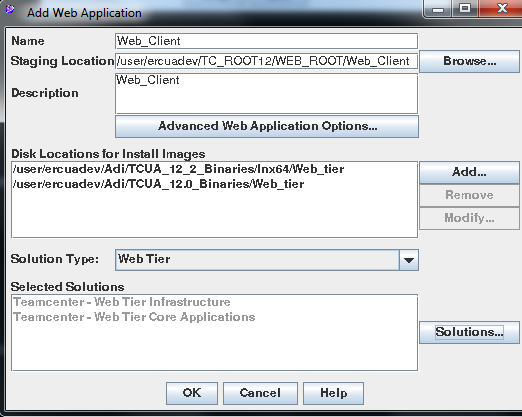 Add Web Application
Name Web_Client
Staging Location /user/ercuadev/TC_ROOT12/WEB_ROOT/Web_Client Browse...
Description Web_Client
Advanced Web Application Options...
Disk Locations for Install Images
/user/ercuadev/Adi/TCUA_12_2_Binaries/lnx64/Web_tier Add...
/user/ercuadev/Adi/TCUA_12.0_Binaries/Web_tier
Remove
Modify...
Solution Type: Web Tier
Selected Solutions
Teamcenter - Web Tier Infrastructure
Teamcenter - Web Tier Core Applications
Solutions...
OK Cancel Help